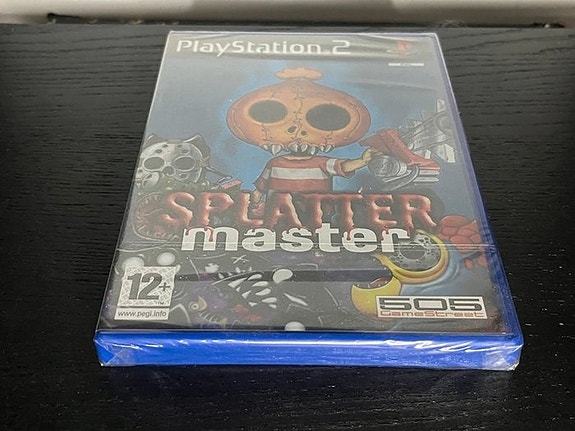 PlayStation 2
SPLATTER
master
12+
www.pegi.info
505
GameStreet